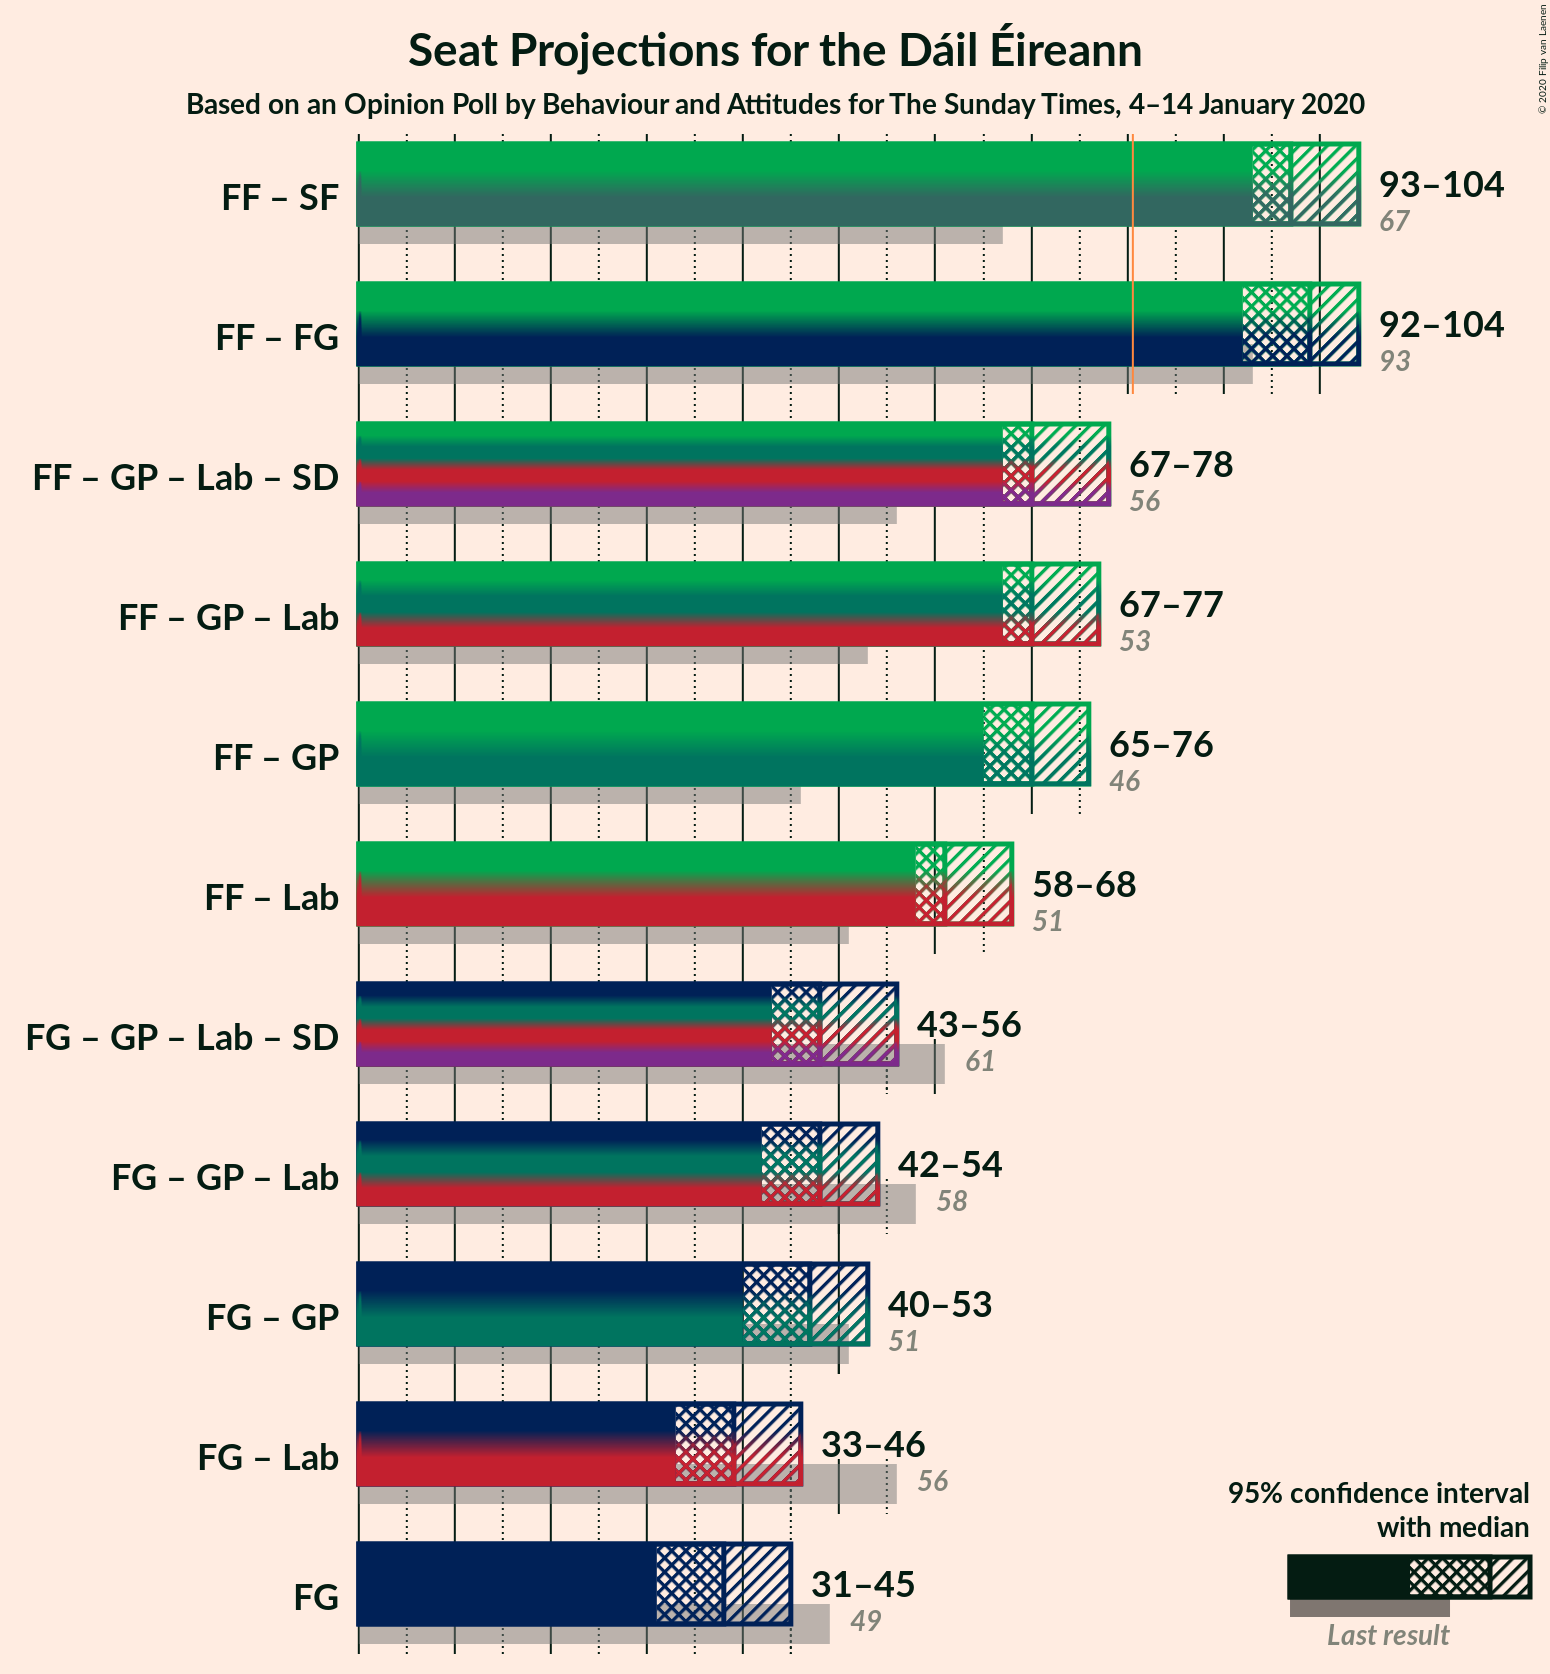 Seat Projections for the Dáil Éireann
Based on an Opinion Poll by Behaviour and Attitudes for The Sunday Times, 4–14 January 2020
© 2020 Filip van Laenen
FF – SF
93–104
67
FF – FG
92–104
93
FF – GP – Lab – SD
67–78
56
FF – GP – Lab
67–77
53
FF – GP
65–76
46
FF – Lab
58–68
51
FG – GP – Lab – SD
43–56
61
FG – GP – Lab
42–54
58
FG – GP
40–53
51
FG – Lab
33–46
56
FG
31–45
49
95% confidence interval
with median
Last result